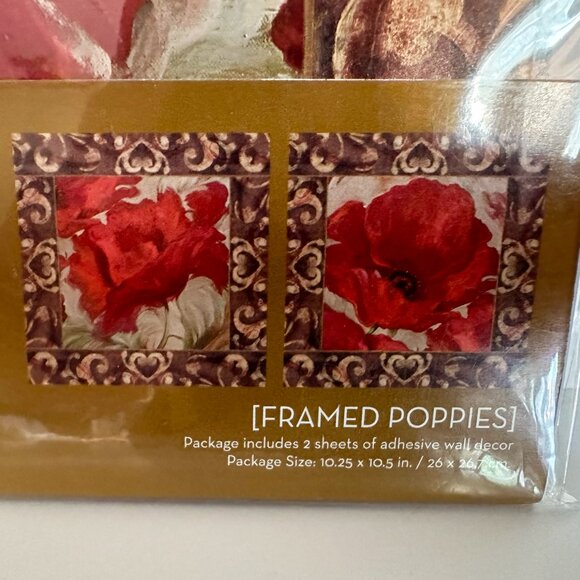 [FRAMED POPPIES]
Package includes 2 sheets of adhesive wall decor
Package Size: 10.25 x 10.5 in. / 26 x 26.7 cm